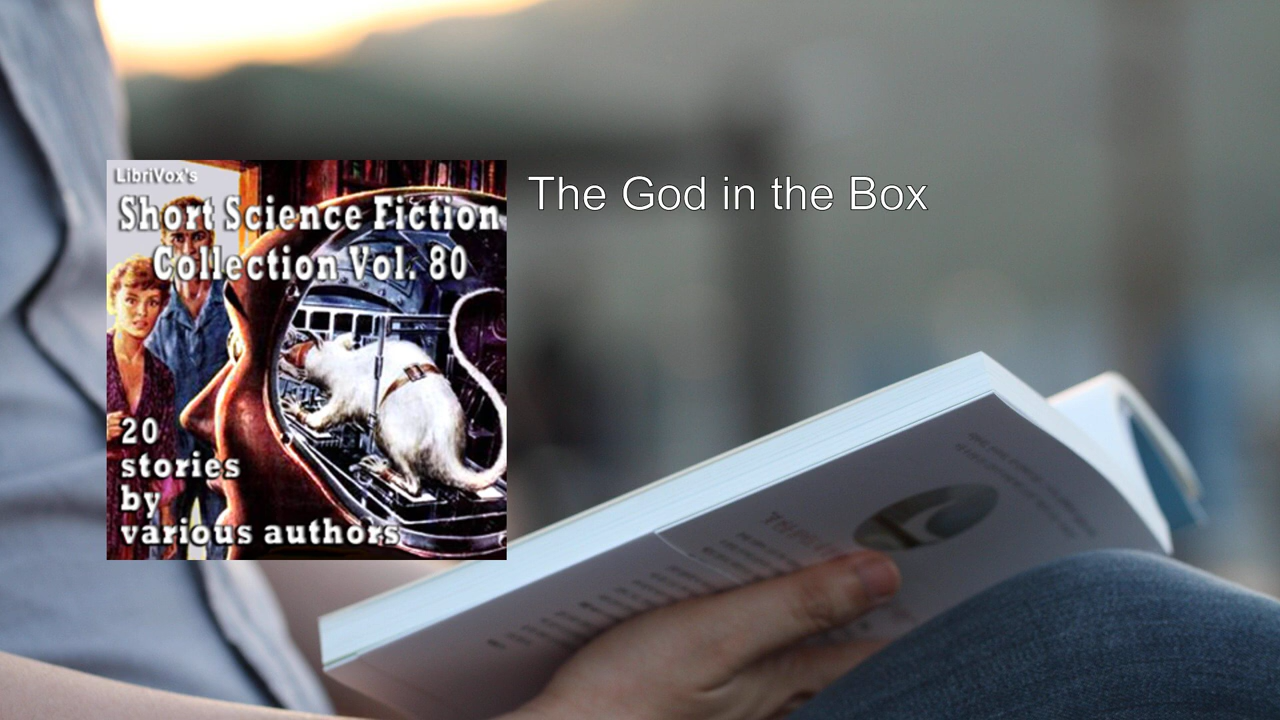 LibriVox's
Short Science Fiction
Collection Vol. 80
20
stories
by
various authors
The God in the Box